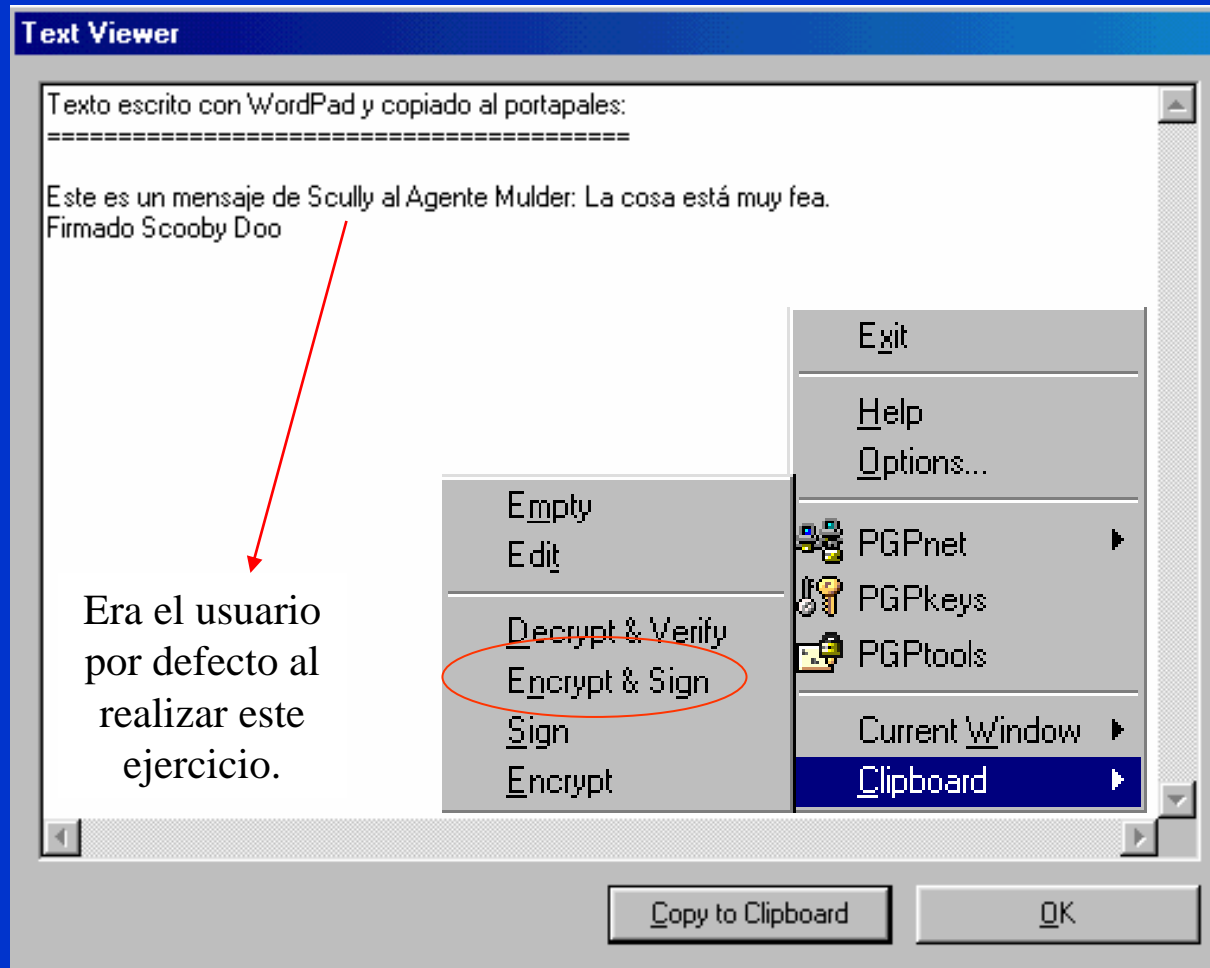 Text Viewer
Texto escrito con WordPad y copiado al portapales:
=========================================
Este es un mensaje de Scully al Agente Mulder: La cosa está muy fea.
Firmado Scooby Doo
Exit
Help
Options...
PGPnet
PGPkeys
PGPtools
Current Window
Clipboard
Empty
Edit
Decrypt & Verify
Encrypt & Sign
Sign
Encrypt
Era el usuario
por defecto al
realizar este
ejercicio.
Copy to Clipboard
OK